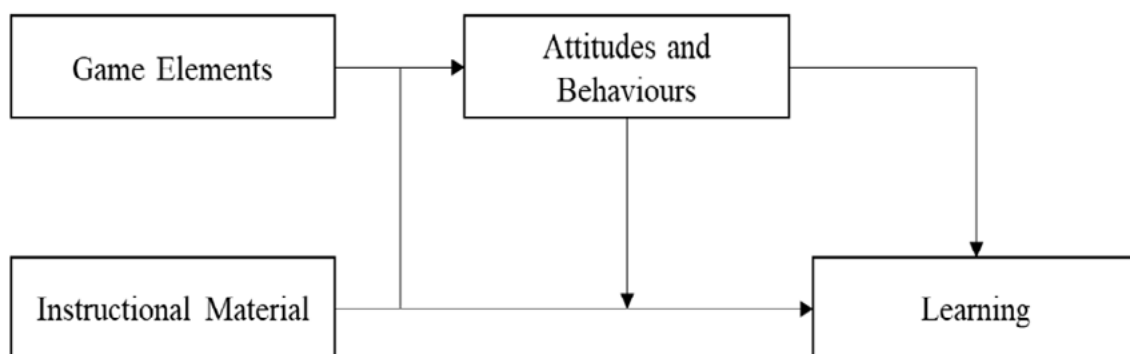 Game Elements
Attitudes and
Behaviours
Instructional Material
Learning